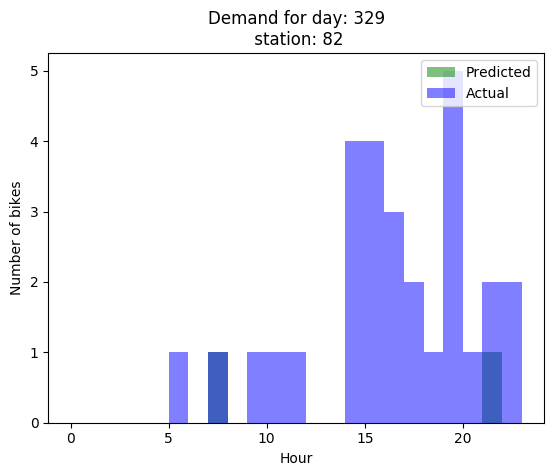 Demand for day: 329
station: 82
Predicted
Actual
Number of bikes
5
4
3
2
1
0
0
5
10
15
20
Hour